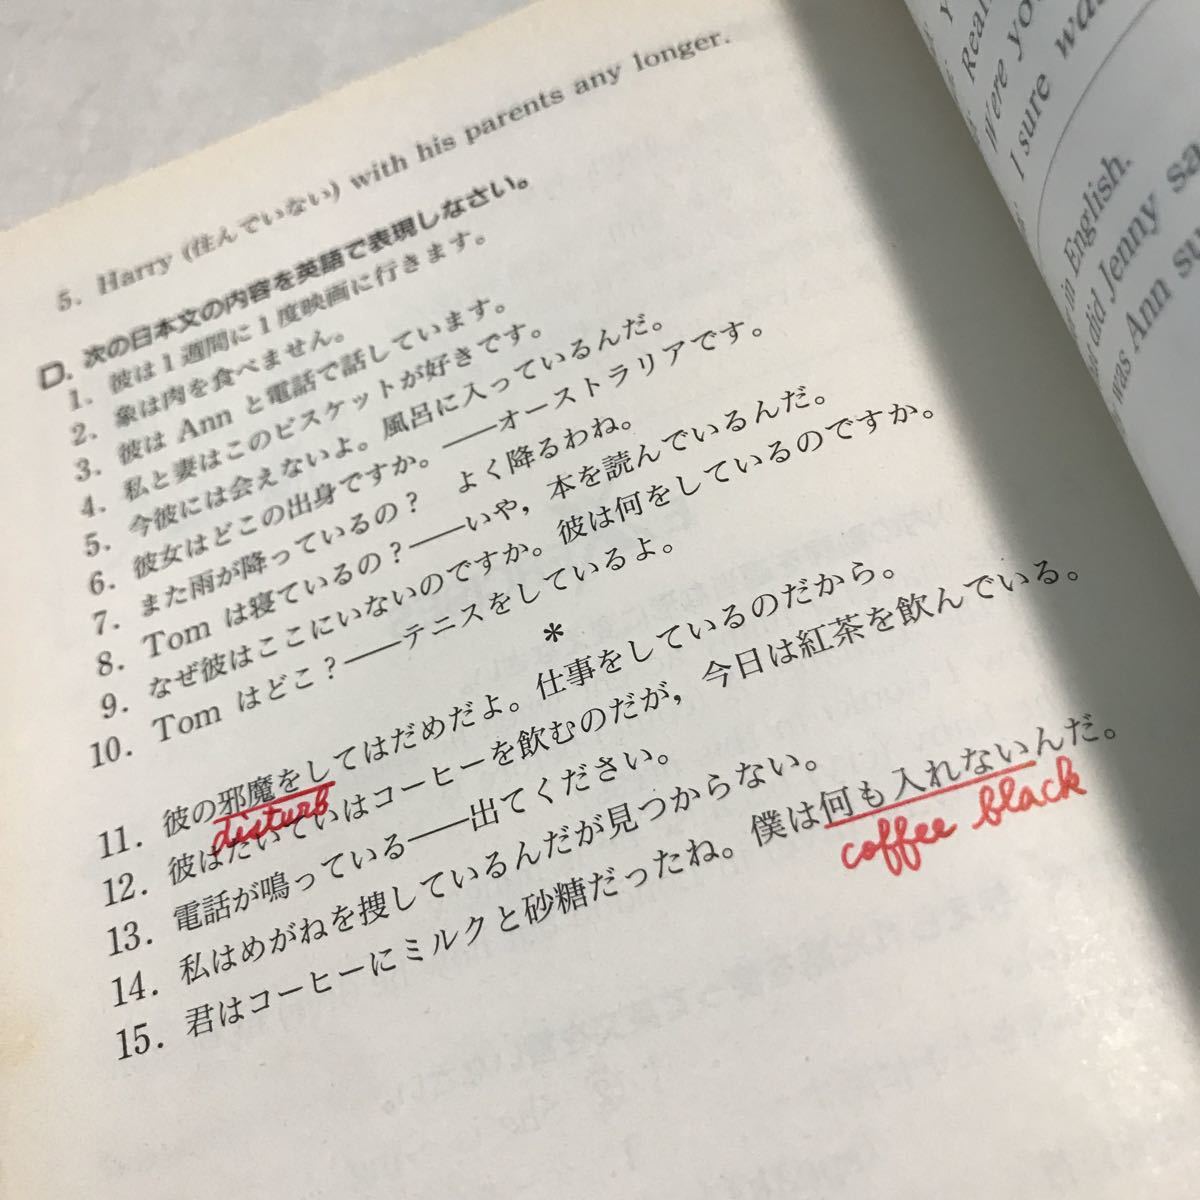 5. Harry (住んでいない) with his parents any longer.
D. 次の日本文の内容を英語で表現しなさい。
1. 彼は1週間に1度映画に行きます。
2. 象は肉を食べません。
3. 彼は Ann と電話で話しています。
4. 私と妻はこのビスケットが好きです。
5. 今彼には会えないよ。風呂に入っているんだ。
6. 彼女はどこの出身ですか。——オーストラリアです。
7. また雨が降っているの? よく降るわね。
8. Tom は寝ているの?——いや, 本を読んでいるんだ。
9. なぜ彼はここにいないのですか。彼は何をしているのですか。
10. Tom はどこ?——テニスをしているよ。
*
11. 彼の邪魔をしてはだめだよ。仕事をしているのだから。
disturb
12. 彼はたいていはコーヒーを飲むのだが, 今日は紅茶を飲んでいる。
13. 電話が鳴っている——出てください。
14. 私はめがねを捜しているんだが見つからない。
15. 君はコーヒーにミルクと砂糖だったね。僕は何も入れないんだ。
coffee black
Were you
I sure
in English.
did Jenny
was Ann